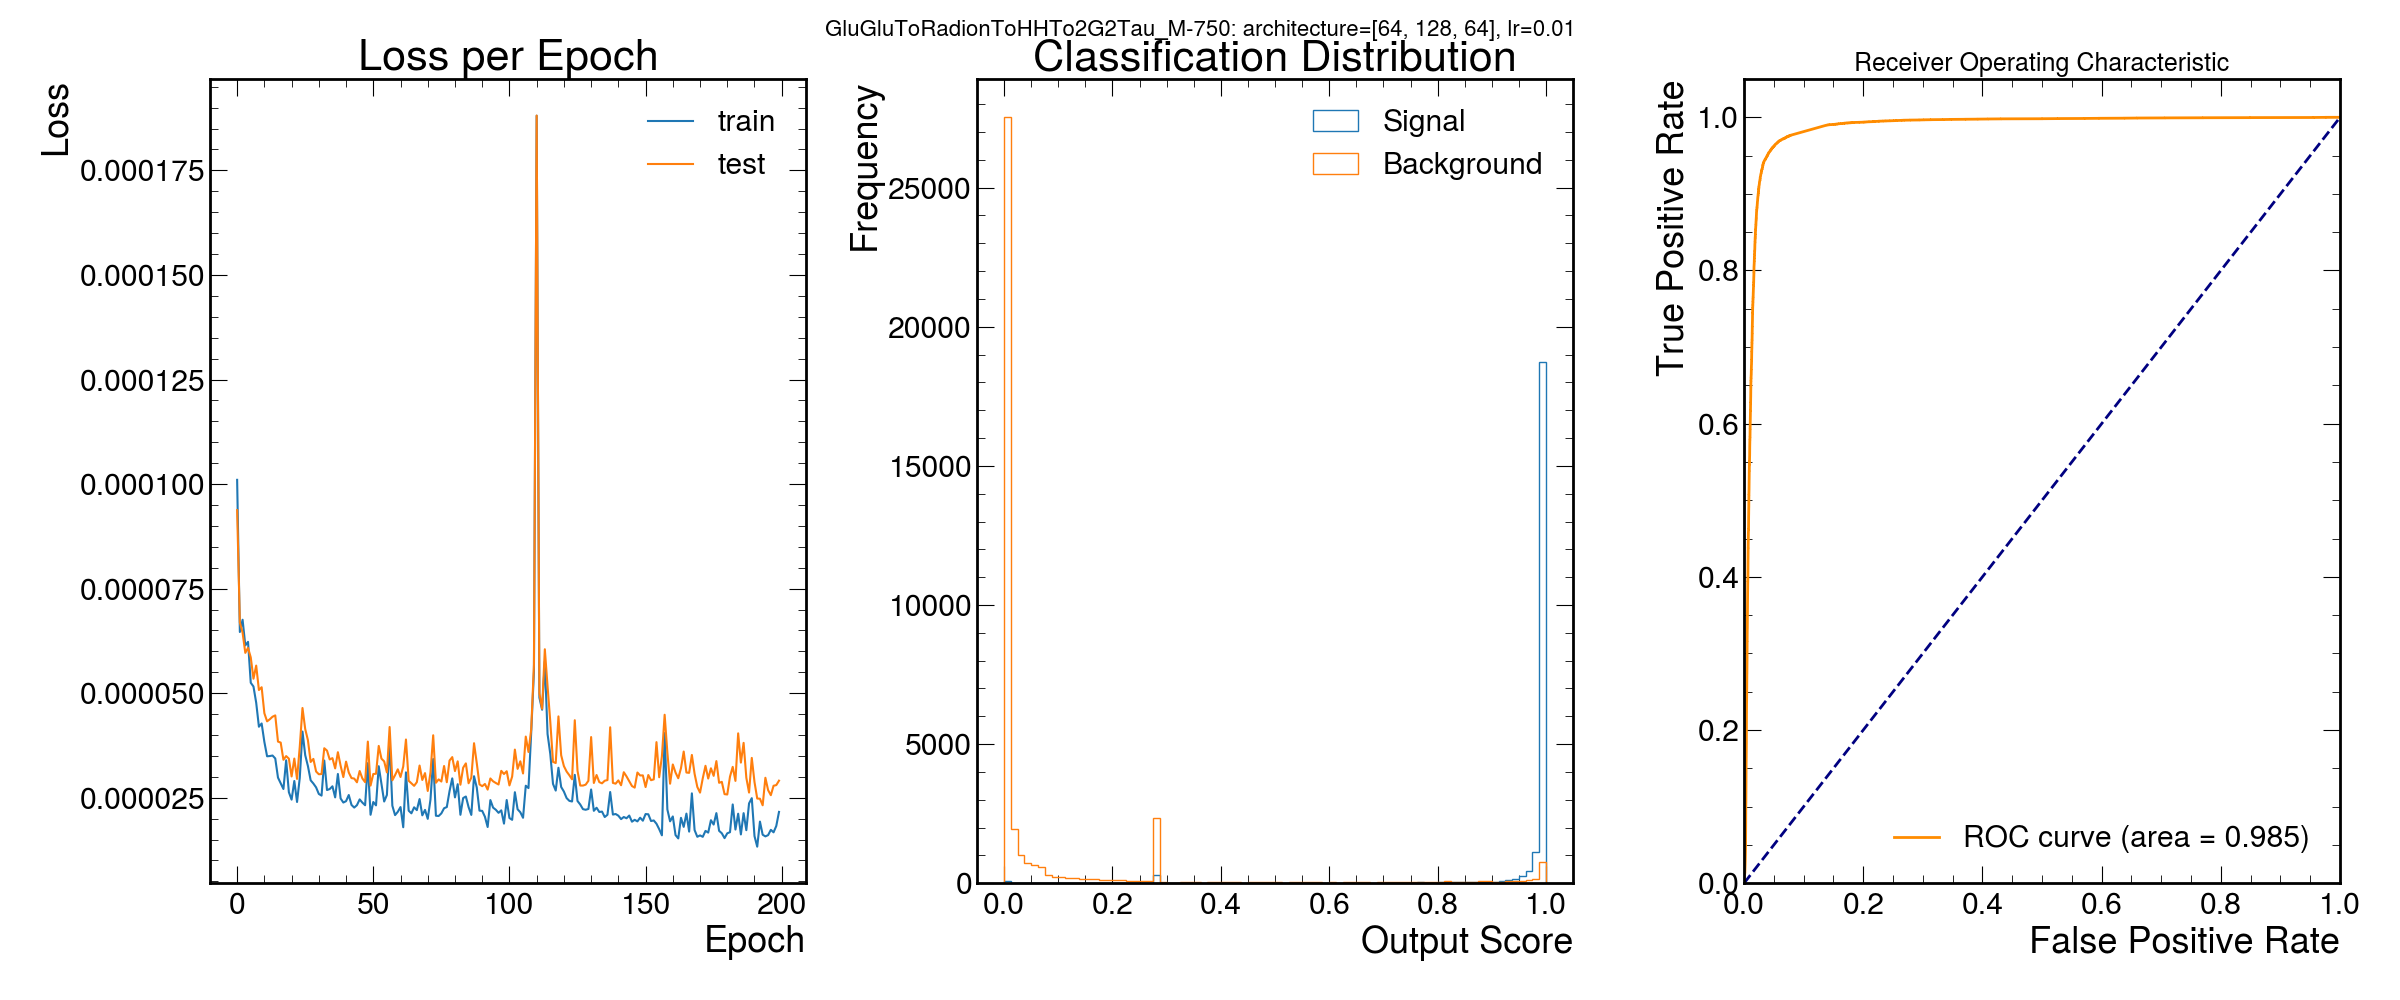 GluGluToRadionToHHTo2G2Tau_M-750: architecture=[64, 128, 64], lr=0.01
Loss per Epoch
Loss
train
test
0.000175
0.000150
0.000125
0.000100
0.000075
0.000050
0.000025
0 50 100 150 200
Epoch
Classification Distribution
Frequency
Signal
Background
25000
20000
15000
10000
5000
0
0.0 0.2 0.4 0.6 0.8 1.0
Output Score
Receiver Operating Characteristic
True Positive Rate
1.0
0.8
0.6
0.4
0.2
0.0
ROC curve (area = 0.985)
0.0 0.2 0.4 0.6 0.8 1.0
False Positive Rate